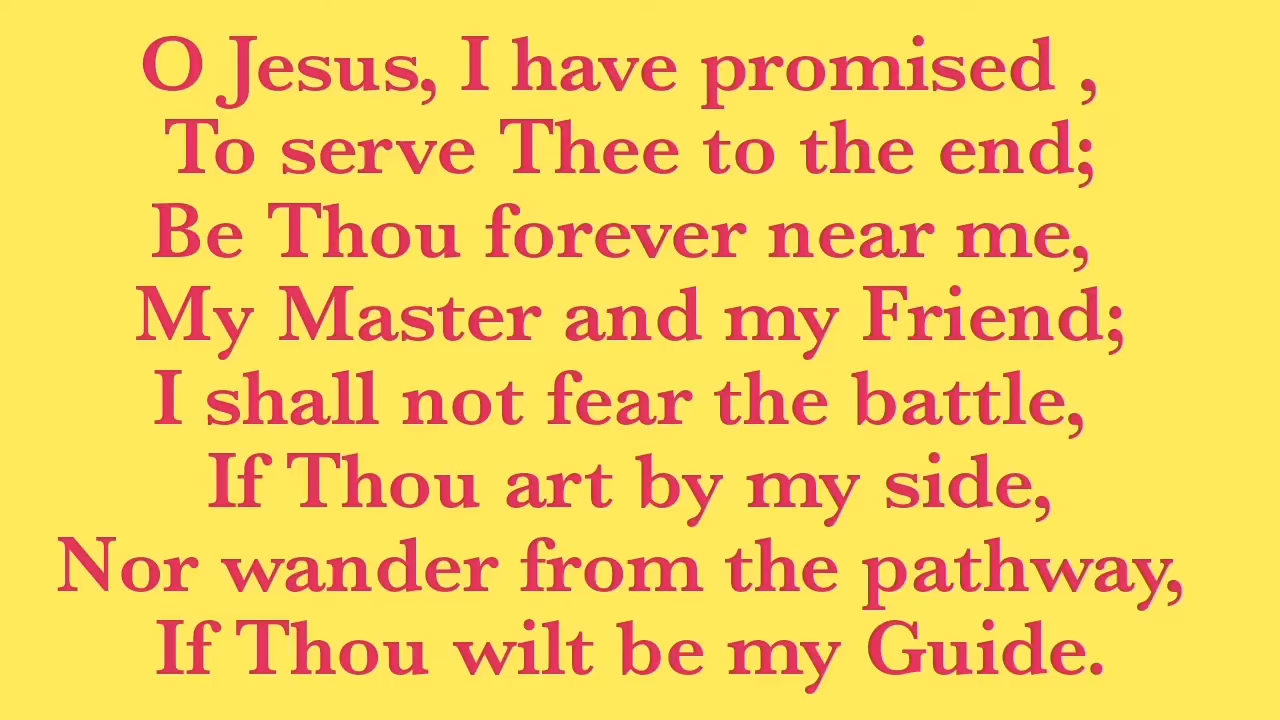 O Jesus, I have promised ,
To serve Thee to the end;
Be Thou forever near me,
My Master and my Friend;
I shall not fear the battle,
If Thou art by my side,
Nor wander from the pathway,
If Thou wilt be my Guide.